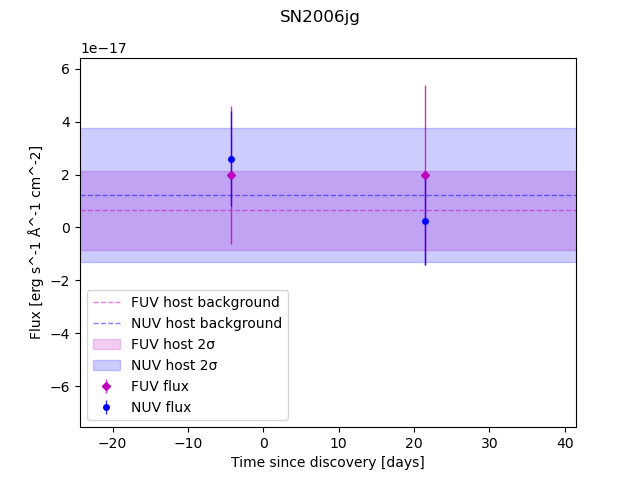 SN2006jg
1e−17
6
4
2
0
−2
−4
−6
Flux [erg s^-1 Å^-1 cm^-2]
FUV host background
NUV host background
FUV host 2σ
NUV host 2σ
FUV flux
NUV flux
−20 −10 0 10 20 30 40
Time since discovery [days]